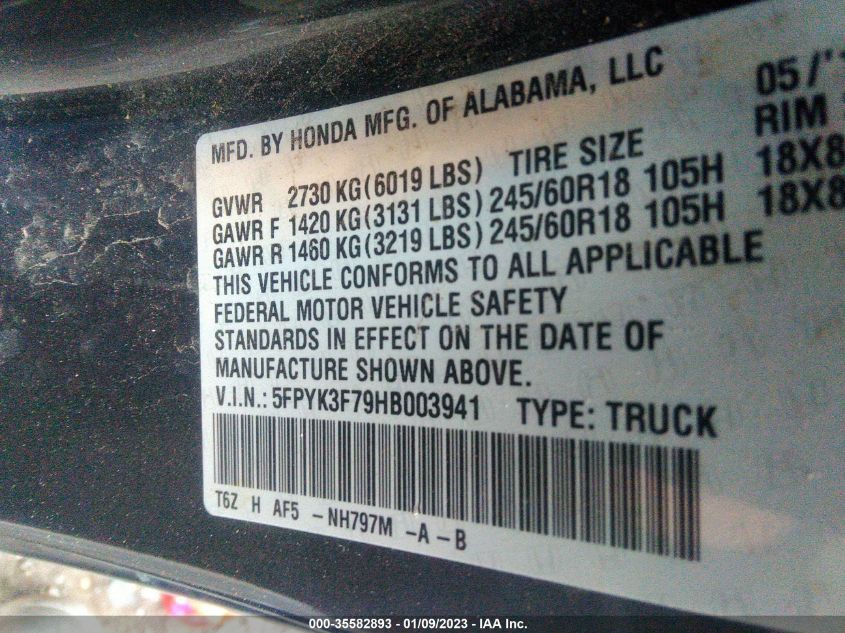 MFD. BY HONDA MFG. OF ALABAMA, LLC 05/'
GVWR 2730 KG(6019 LBS) TIRE SIZE RIM
GAWR F 1420 KG(3131 LBS) 245/60R18 105H 18X8
GAWR R 1460 KG(3219 LBS) 245/60R18 105H 18X8
THIS VEHICLE CONFORMS TO ALL APPLICABLE
FEDERAL MOTOR VEHICLE SAFETY
STANDARDS IN EFFECT ON THE DATE OF
MANUFACTURE SHOWN ABOVE.
V.I.N.: 5FPYK3F79HB003941 TYPE: TRUCK
T6Z H AF5 -NH797M -A-B
000-35582893 - 01/09/2023 - IAA Inc.